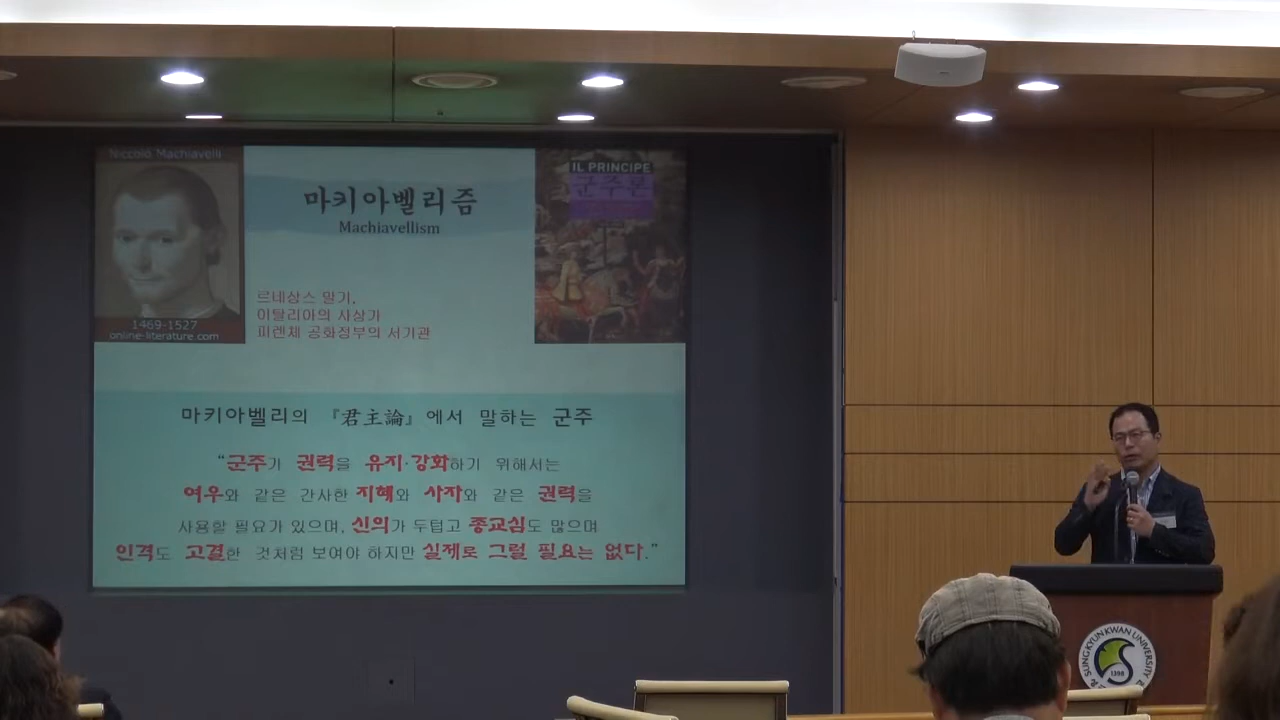 Niccolò Machiavelli
1469-1527
online-literature.com
마키아벨리즘
Machiavellism
르네상스 말기,
이탈리아의 사상가
피렌체 공화정부의 서기관
IL PRINCIPE
군주론
마키아벨리의 『君主論』에서 말하는 군주
“군주가 권력을 유지·강화하기 위해서는
여우와 같은 간사한 지혜와 사자와 같은 권력을
사용할 필요가 있으며, 신의가 두텁고 종교심도 많으며
인격도 고결한 것처럼 보여야 하지만 실제로 그럴 필요는 없다.”
SUNGKYUNKWAN UNIVERSITY
1398